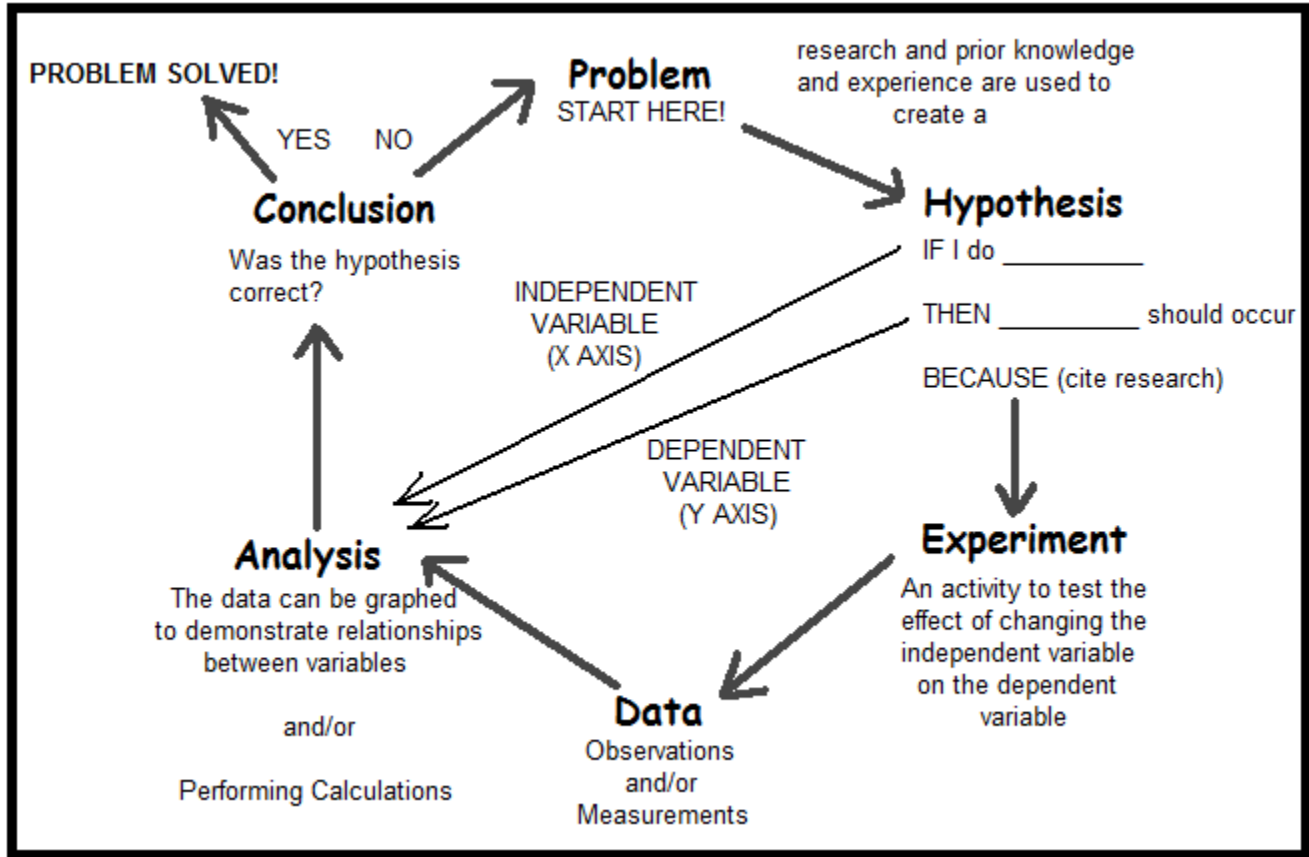 PROBLEM SOLVED!
YES NO
Problem
START HERE!
research and prior knowledge
and experience are used to
create a
Hypothesis
IF I do __________
THEN __________ should occur
BECAUSE (cite research)
INDEPENDENT
VARIABLE
(X AXIS)
DEPENDENT
VARIABLE
(Y AXIS)
Experiment
An activity to test the
effect of changing the
independent variable
on the dependent
variable
Data
Observations
and/or
Measurements
Analysis
The data can be graphed
to demonstrate relationships
between variables
and/or
Performing Calculations
Conclusion
Was the hypothesis
correct?